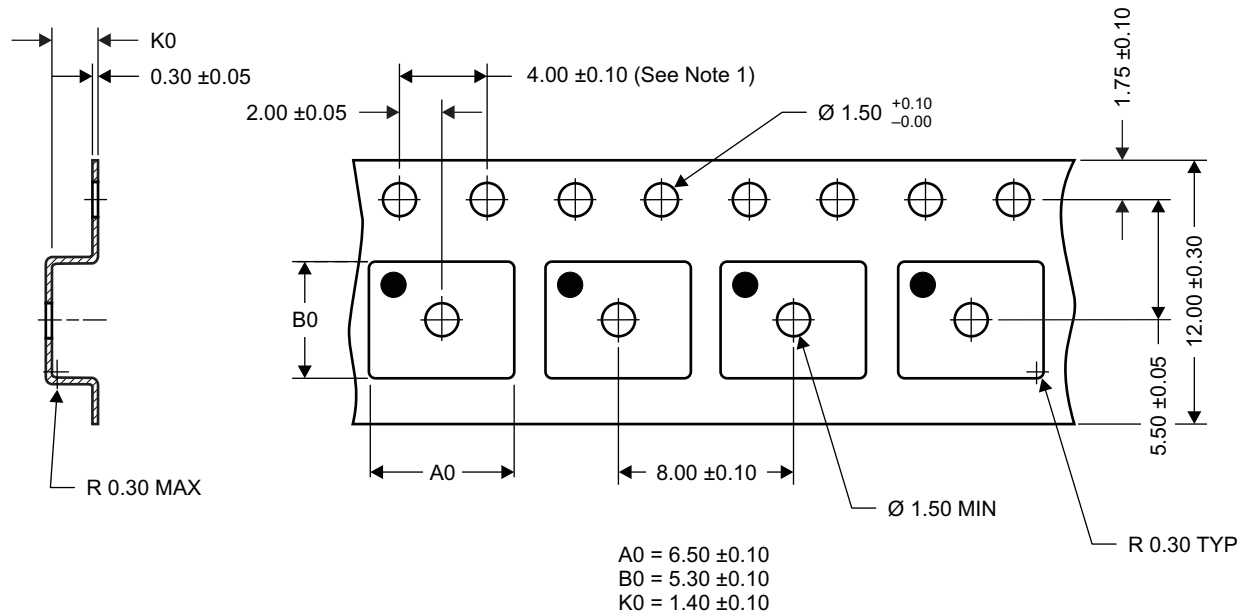 K0
0.30 ±0.05
4.00 ±0.10 (See Note 1)
2.00 ±0.05
Ø 1.50 +0.10 –0.00
1.75 ±0.10
B0
12.00 ±0.30
5.50 ±0.05
A0
8.00 ±0.10
R 0.30 MAX
Ø 1.50 MIN
R 0.30 TYP
A0 = 6.50 ±0.10
B0 = 5.30 ±0.10
K0 = 1.40 ±0.10